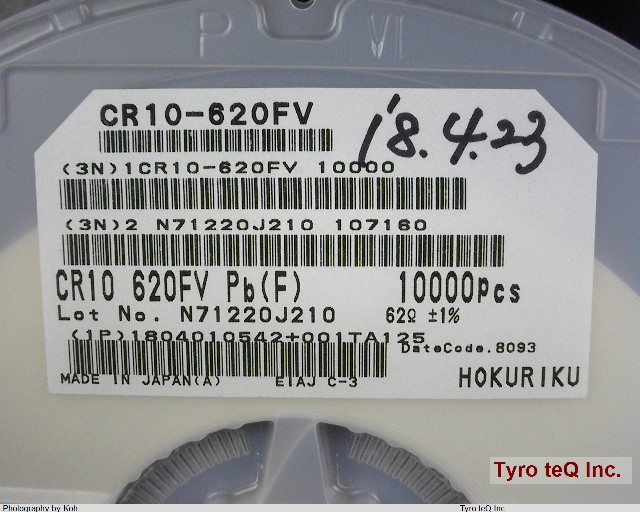 P VI
CR10-620FV
'18.4.23
(3N)1CR10-620FV 10000
(3N)2 N71220J210 107160
CR10 620FV Pb(F) 10000pcs
Lot No. N71220J210 62Ω ±1%
(1P)1804010542+001TA125
DateCode.8093
MADE IN JAPAN(A) EIAJ C-3 HOKURIKU
Tyro teQ Inc.
Photography by Koh Tyro teQ Inc